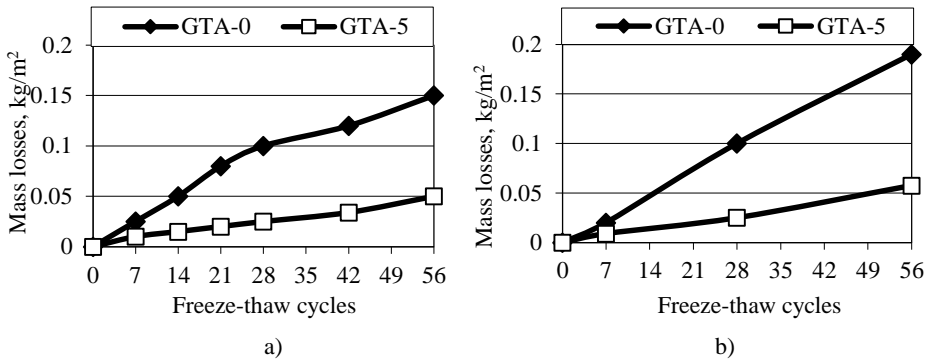 a)
GTA-0 GTA-5
Mass losses, kg/m²
0.2
0.15
0.1
0.05
0
0 7 14 21 28 35 42 49 56
Freeze-thaw cycles
a)
b)
GTA-0 GTA-5
Mass losses, kg/m²
0.2
0.15
0.1
0.05
0
0 7 14 21 28 35 42 49 56
Freeze-thaw cycles
b)